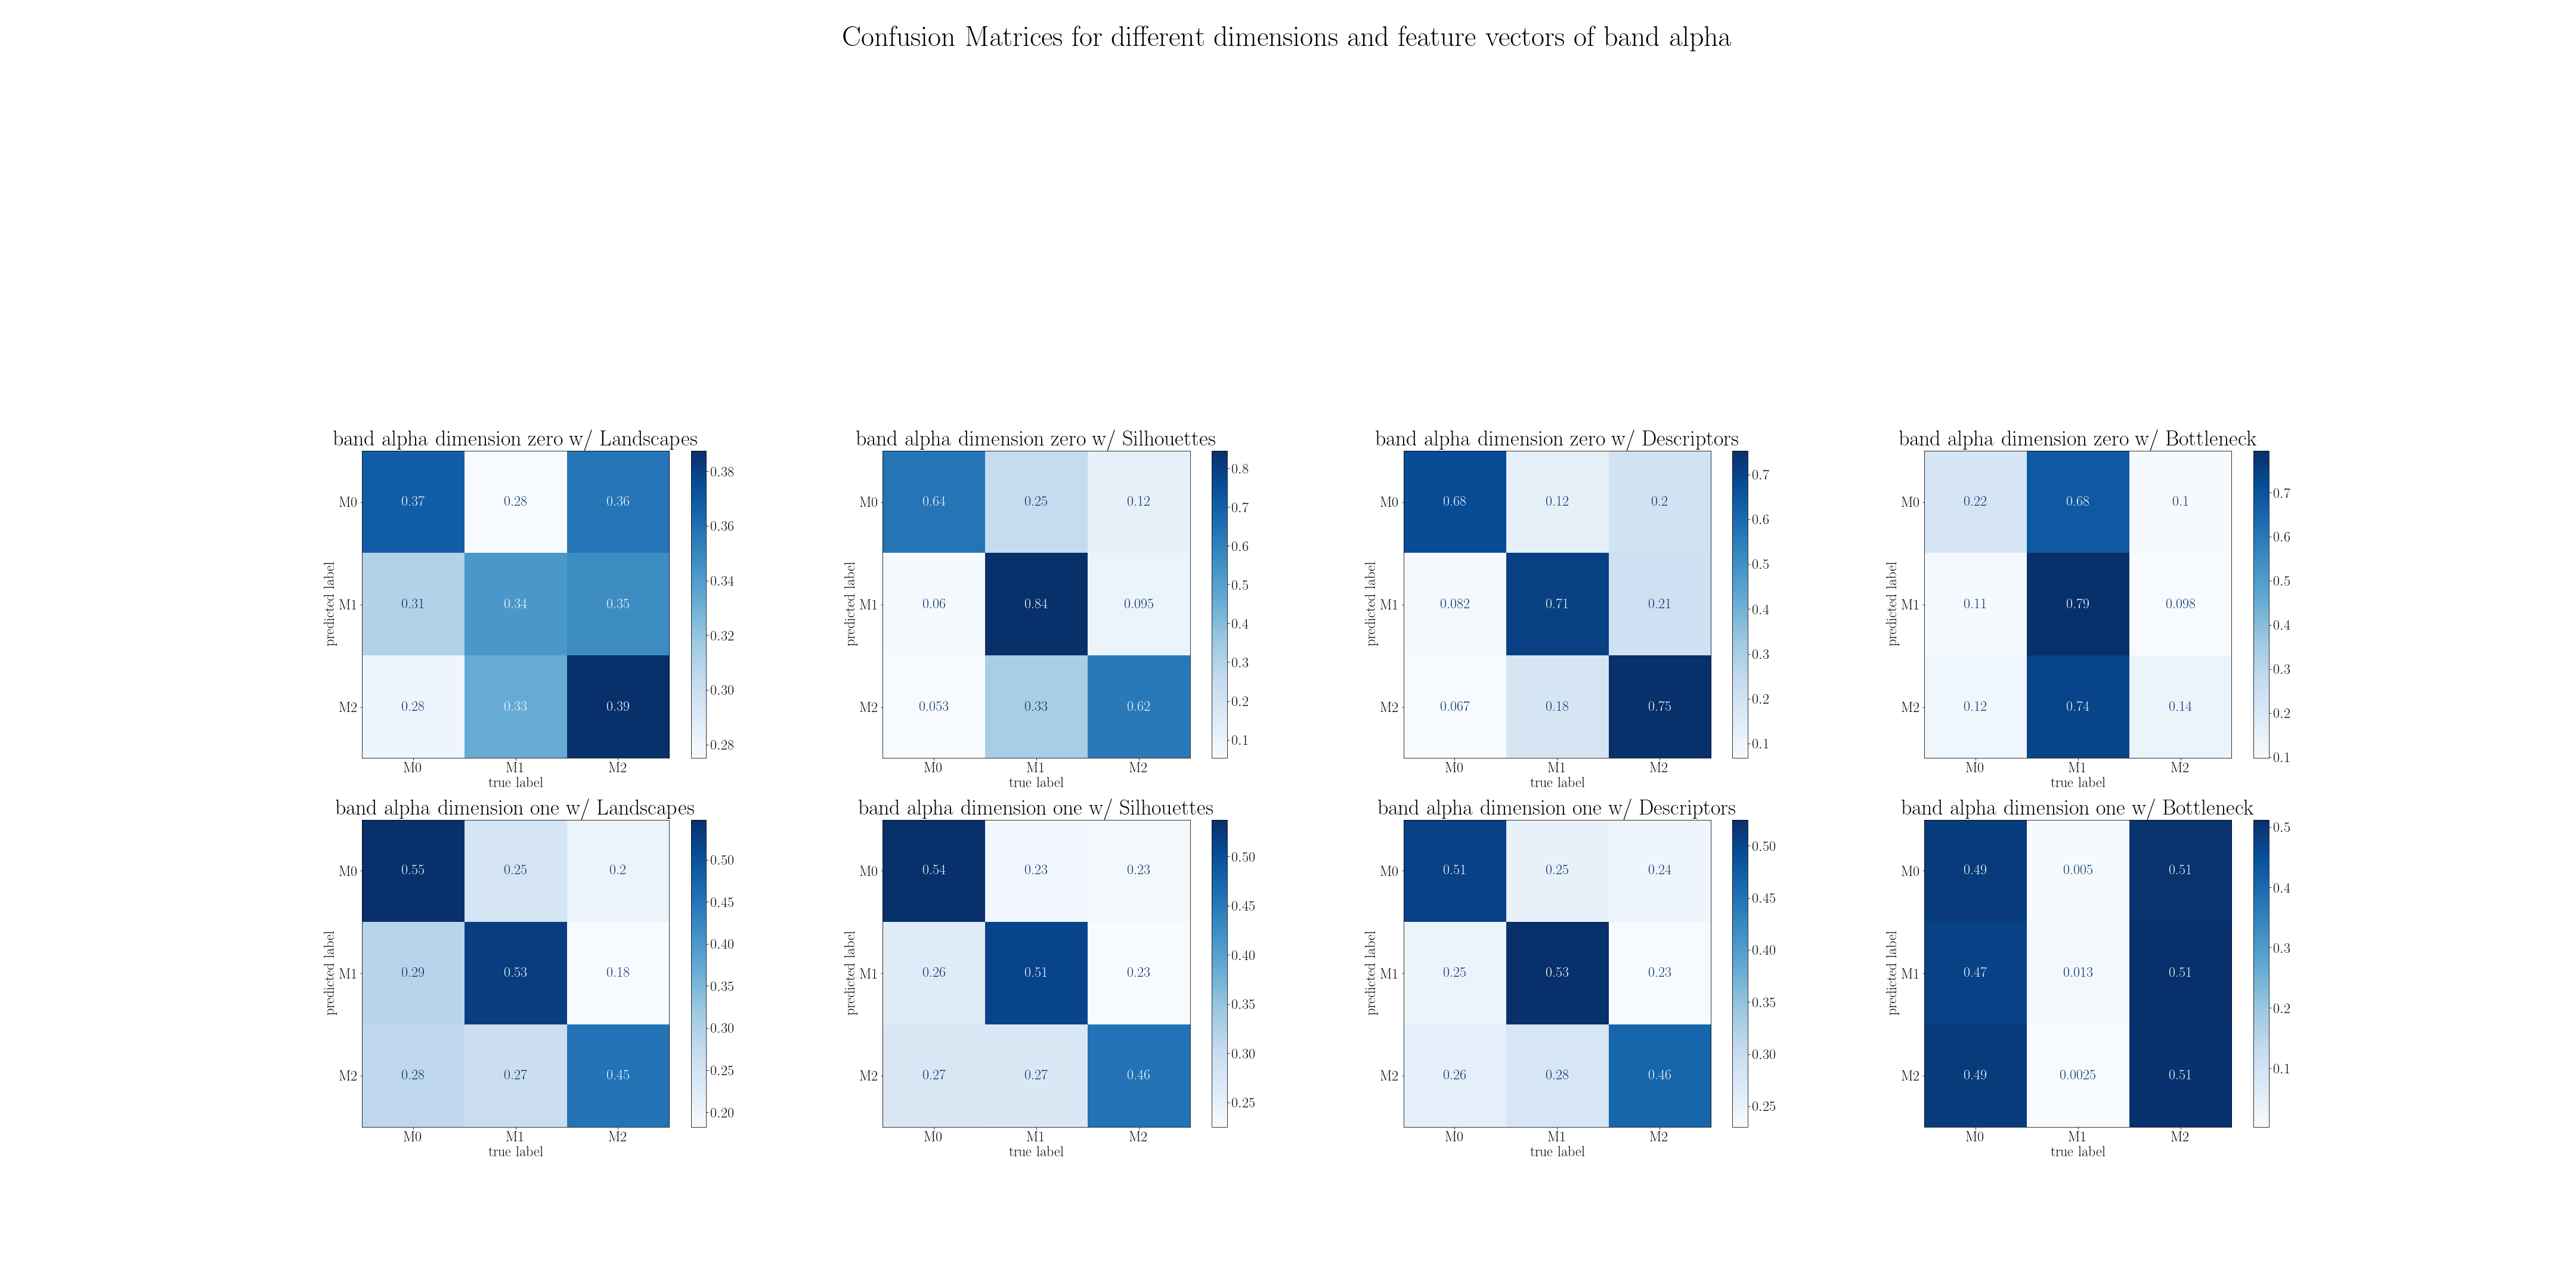 Confusion Matrices for different dimensions and feature vectors of band alpha
band alpha dimension zero w/ Landscapes
predicted label
M0 0.37 0.28 0.36
M1 0.31 0.34 0.35
M2 0.28 0.33 0.39
M0 M1 M2
true label
0.38
0.36
0.34
0.32
0.30
0.28
band alpha dimension zero w/ Silhouettes
predicted label
M0 0.64 0.25 0.12
M1 0.06 0.84 0.095
M2 0.053 0.33 0.62
M0 M1 M2
true label
0.8
0.7
0.6
0.5
0.4
0.3
0.2
0.1
band alpha dimension zero w/ Descriptors
predicted label
M0 0.68 0.12 0.2
M1 0.082 0.71 0.21
M2 0.067 0.18 0.75
M0 M1 M2
true label
0.7
0.6
0.5
0.4
0.3
0.2
0.1
band alpha dimension zero w/ Bottleneck
predicted label
M0 0.22 0.68 0.1
M1 0.11 0.79 0.098
M2 0.12 0.74 0.14
M0 M1 M2
true label
0.7
0.6
0.5
0.4
0.3
0.2
0.1
band alpha dimension one w/ Landscapes
predicted label
M0 0.55 0.25 0.2
M1 0.29 0.53 0.18
M2 0.28 0.27 0.45
M0 M1 M2
true label
0.50
0.45
0.40
0.35
0.30
0.25
0.20
band alpha dimension one w/ Silhouettes
predicted label
M0 0.54 0.23 0.23
M1 0.26 0.51 0.23
M2 0.27 0.27 0.46
M0 M1 M2
true label
0.50
0.45
0.40
0.35
0.30
0.25
band alpha dimension one w/ Descriptors
predicted label
M0 0.51 0.25 0.24
M1 0.25 0.53 0.23
M2 0.26 0.28 0.46
M0 M1 M2
true label
0.50
0.45
0.40
0.35
0.30
0.25
band alpha dimension one w/ Bottleneck
predicted label
M0 0.49 0.005 0.51
M1 0.47 0.013 0.51
M2 0.49 0.0025 0.51
M0 M1 M2
true label
0.5
0.4
0.3
0.2
0.1